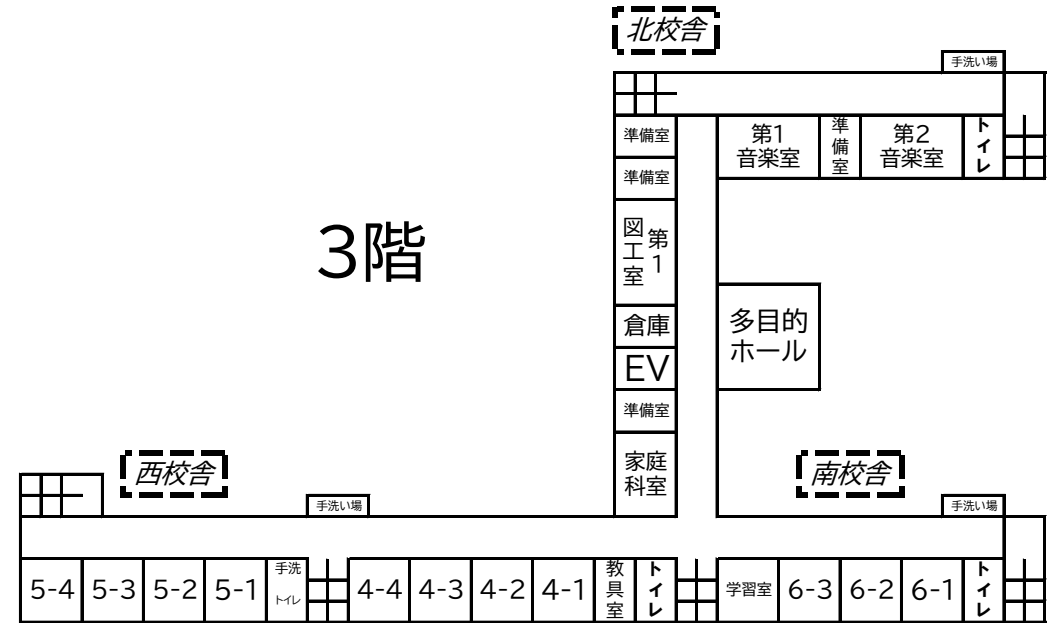 北校舎
手洗い場
準備室
第1
音楽室
準備室
第2
音楽室
トイレ
準備室
第1
図工室
3階
倉庫
多目的
ホール
EV
準備室
家庭
科室
西校舎
南校舎
手洗い場
手洗い場
5-4
5-3
5-2
5-1
手洗
トイレ
4-4
4-3
4-2
4-1
教具室
トイレ
学習室
6-3
6-2
6-1
トイレ